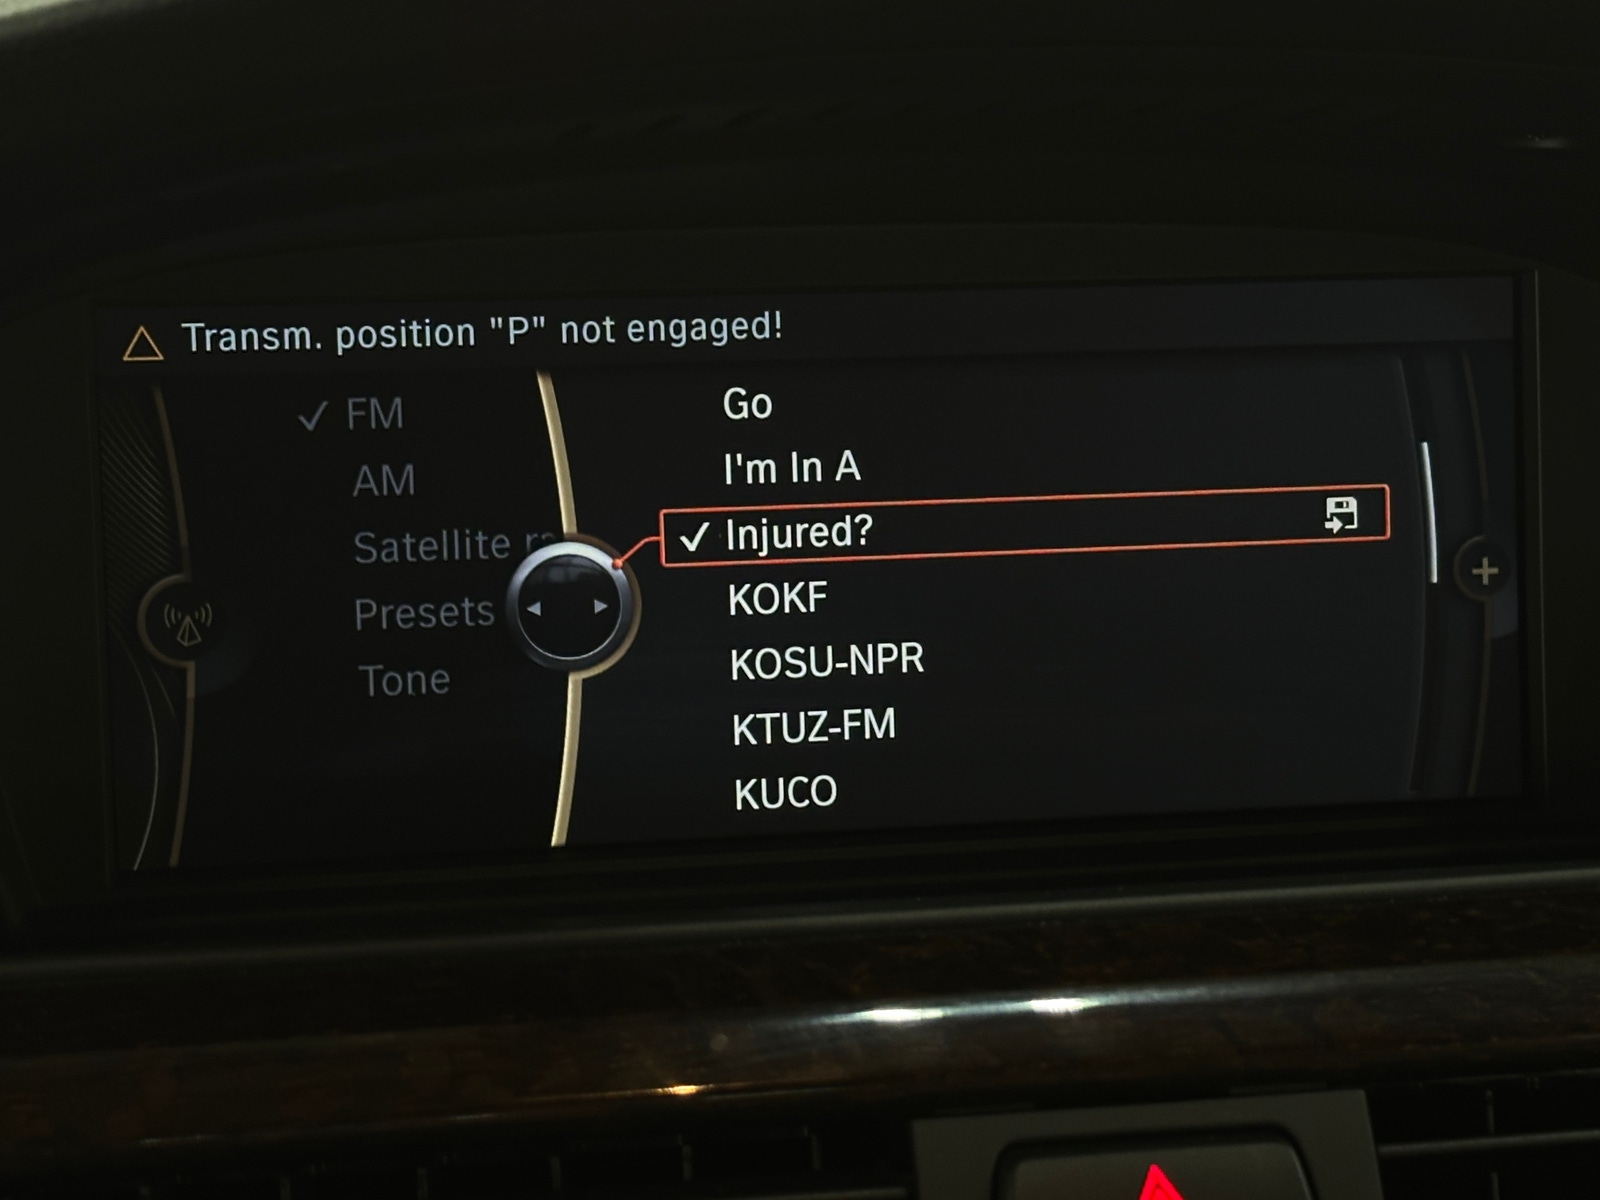 Transm. position "P" not engaged!
FM
AM
Satellite
Presets
Tone
Go
I'm In A
Injured?
KOKF
KOSU-NPR
KTUZ-FM
KUCO